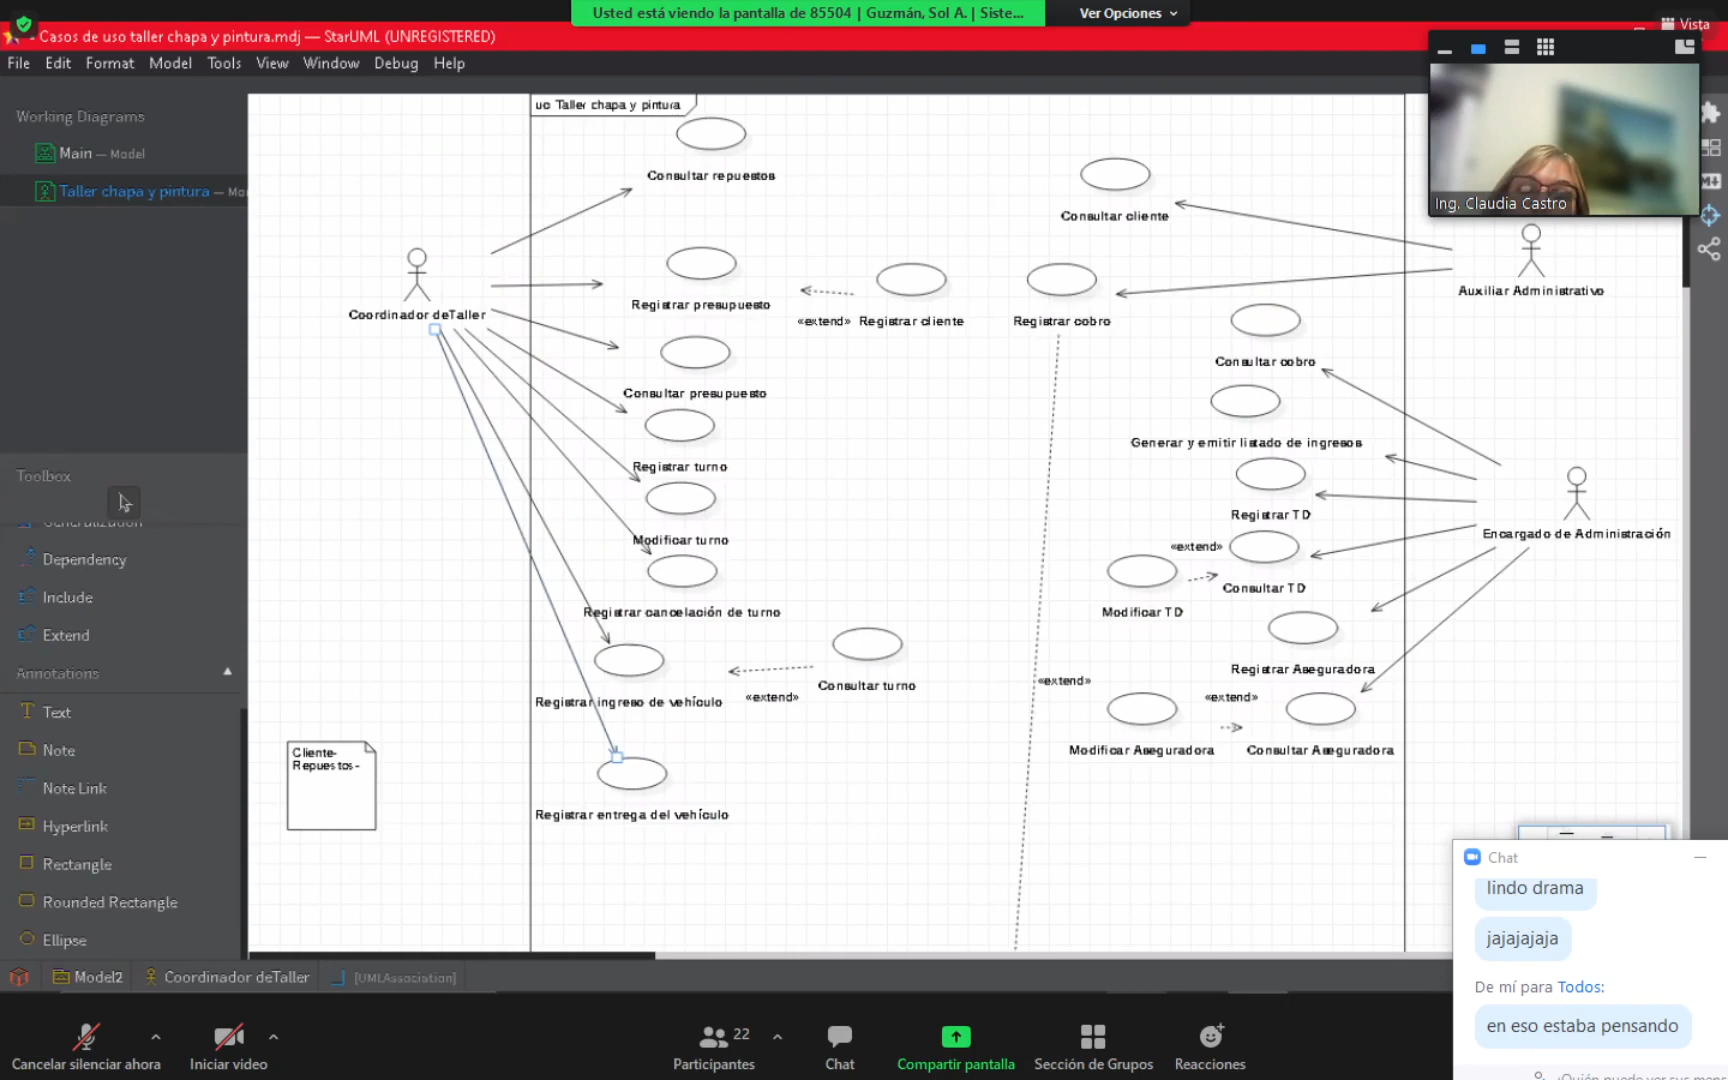 Usted está viendo la pantalla de 85504 | Guzmán, Sol A. | Siste...
Ver Opciones
Vista
Casos de uso taller chapa y pintura.mdj — StarUML (UNREGISTERED)
File Edit Format Model Tools View Window Debug Help
Working Diagrams
Main — Model
Taller chapa y pintura — Mo
Toolbox
Generalization
Dependency
Include
Extend
Annotations
Text
Note
Note Link
Hyperlink
Rectangle
Rounded Rectangle
Ellipse
uc Taller chapa y pintura
Consultar repuestos
Coordinador deTaller
Registrar presupuesto
«extend»
Registrar cliente
Consultar presupuesto
Registrar turno
Modificar turno
Registrar cancelación de turno
Registrar ingreso de vehículo
«extend»
Consultar turno
Registrar entrega del vehículo
Cliente-
Repuestos-
Consultar cliente
Registrar cobro
Auxiliar Administrativo
Consultar cobro
Generar y emitir listado de ingresos
Registrar TD
«extend»
Consultar TD
Modificar TD
Encargado de Administración
Registrar Aseguradora
«extend»
«extend»
Modificar Aseguradora
Consultar Aseguradora
Ing. Claudia Castro
Chat
lindo drama
jajajajaja
De mí para Todos:
en eso estaba pensando
Model2
Coordinador deTaller
[UMLAssociation]
Cancelar silenciar ahora
Iniciar video
22
Participantes
Chat
Compartir pantalla
Sección de Grupos
Reacciones